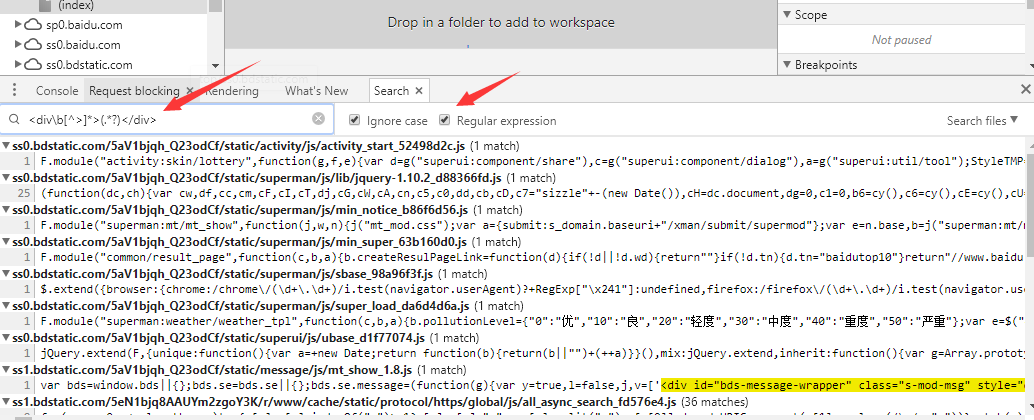 (index)
sp0.baidu.com
ss0.baidu.com
ss0.bdstatic.com
Drop in a folder to add to workspace
Scope
Not paused
Breakpoints
Console Request blocking × Rendering What's New Search ×
<div\b[^>]*>(.*?)</div>
Ignore case Regular expression Search files
ss0.bdstatic.com/5aV1bjqh_Q23odCf/static/activity/js/activity_start_52498d2c.js (1 match)
1 F.module("activity:skin/lottery",function(g,f,e){var d=g("superui:component/share"),c=g("superui:component/dialog"),a=g("superui:util/tool");StyleTMP=
ss0.bdstatic.com/5aV1bjqh_Q23odCf/static/superman/js/lib/jquery-1.10.2_d88366fd.js (1 match)
25 (function(dc,ch){var cw,df,cc,cm,cF,cI,cT,dj,cG,cW,cA,cn,c5,c0,dd,cb,cD,c7="sizzle"+-(new Date()),cH=dc.document,dg=0,c1=0,b6=cy(),c6=cy(),cE=cy(),cU=
ss0.bdstatic.com/5aV1bjqh_Q23odCf/static/superman/js/min_notice_b86f6d56.js (1 match)
1 F.module("superman:mt/mt_show",function(j,w,n){j("mt_mod.css");var a={submit:s_domain.baseuri+"/xman/submit/supermod"};var e=n.base,b=j("superman:mt/
ss0.bdstatic.com/5aV1bjqh_Q23odCf/static/superman/js/min_super_63b160d0.js (1 match)
1 F.module("common/result_page",function(c,b,a){b.createResulPageLink=function(d){if(!d||!d.wd){return""}if(!d.tn){d.tn="baidutop10"}return"//www.baidu
ss0.bdstatic.com/5aV1bjqh_Q23odCf/static/superman/js/sbase_98a96f3f.js (1 match)
1 $.extend({browser:{chrome:/chrome\/(\d+\.\d+)/i.test(navigator.userAgent)?+RegExp["\x241"]:undefined,firefox:/firefox\/(\d+\.\d+)/i.test(navigator.use
ss0.bdstatic.com/5aV1bjqh_Q23odCf/static/superman/js/super_load_da6d4d6a.js (1 match)
1 F.module("superman:weather/weather_tpl",function(c,b,a){b.pollutionLevel={"0":"优","10":"良","20":"轻度","30":"中度","40":"重度","50":"严重"};var e=$("
ss0.bdstatic.com/5aV1bjqh_Q23odCf/static/superui/js/ubase_d1f77074.js (1 match)
1 jQuery.extend(F,{unique:function(){var a=+new Date;return function(b){return(b||"")+(++a)}}(),mix:jQuery.extend,inherit:function(){var g=Array.protot
ss1.bdstatic.com/5aV1bjqh_Q23odCf/static/message/js/mt_show_1.8.js (1 match)
1 var bds=window.bds||{};bds.se=bds.se||{};bds.se.message=(function(g){var y=true,l=false,j,v=['<div id="bds-message-wrapper" class="s-mod-msg" style="
ss1.bdstatic.com/5eN1bjq8AAUYm2zgoY3K/r/www/cache/static/protocol/https/global/js/all_async_search_fd576e4.js (36 matches)